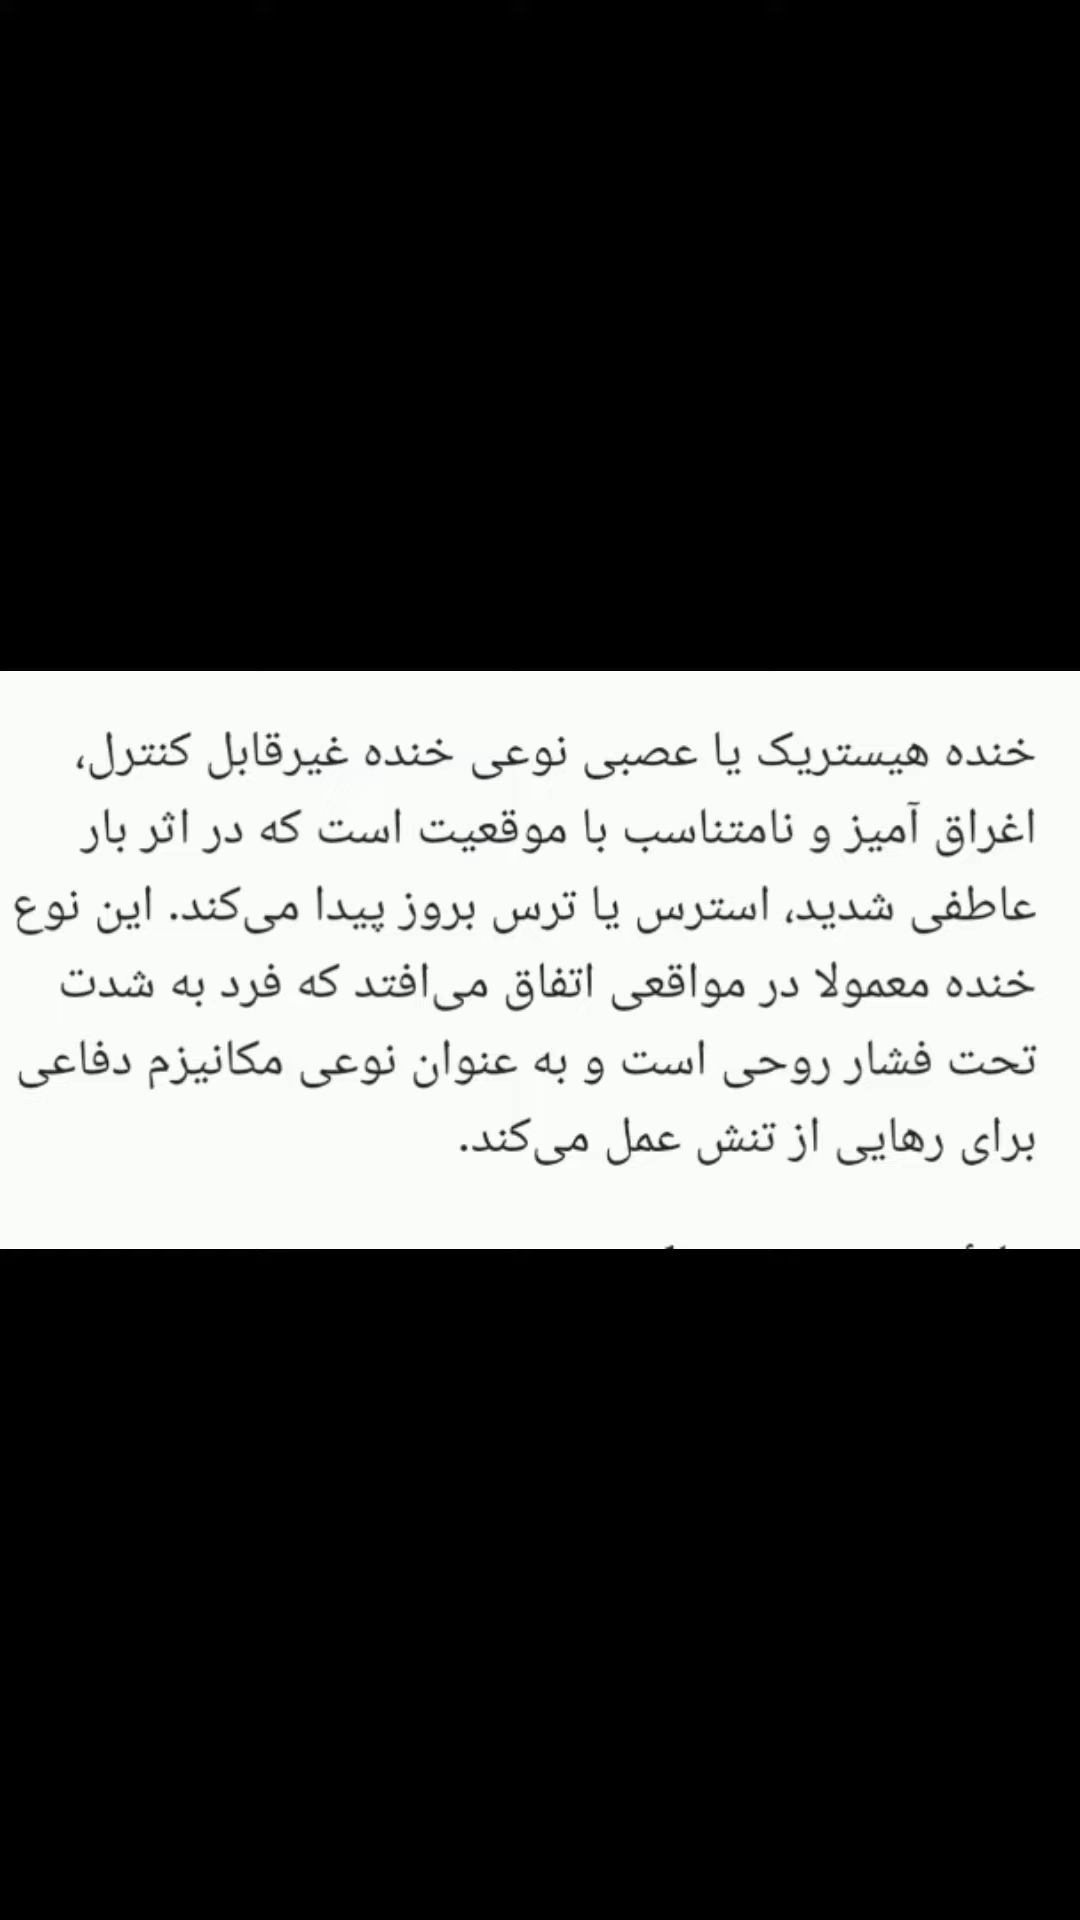 خنده هیستریک یا عصبی نوعی خنده غیرقابل کنترل،
اغراق آمیز و نامتناسب با موقعیت است که در اثر بار
عاطفی شدید، استرس یا ترس بروز پیدا می‌کند. این نوع
خنده معمولا در مواقعی اتفاق می‌افتد که فرد به شدت
تحت فشار روحی است و به عنوان نوعی مکانیزم دفاعی
برای رهایی از تنش عمل می‌کند.